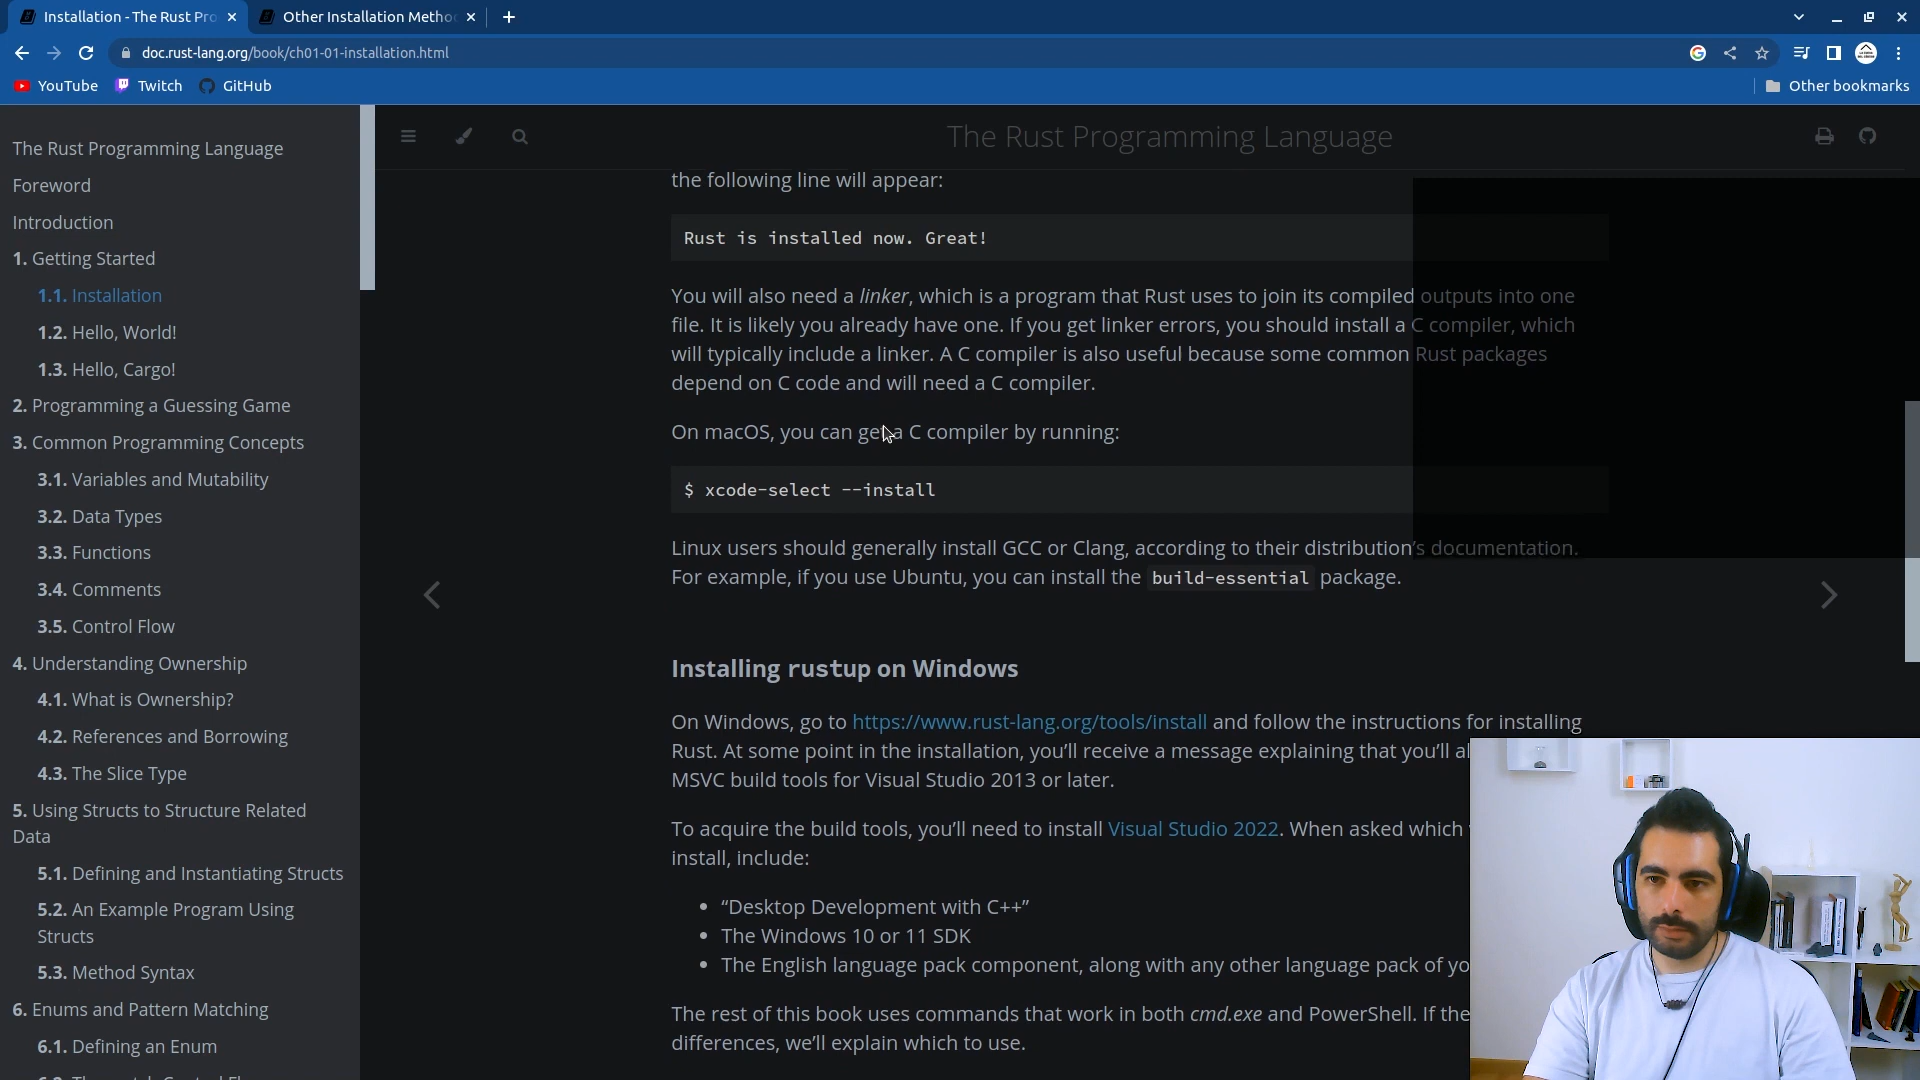 Installation - The Rust Pro
Other Installation Metho
doc.rust-lang.org/book/ch01-01-installation.html
YouTube
Twitch
GitHub
Other bookmarks
The Rust Programming Language
Foreword
Introduction
1. Getting Started
1.1. Installation
1.2. Hello, World!
1.3. Hello, Cargo!
2. Programming a Guessing Game
3. Common Programming Concepts
3.1. Variables and Mutability
3.2. Data Types
3.3. Functions
3.4. Comments
3.5. Control Flow
4. Understanding Ownership
4.1. What is Ownership?
4.2. References and Borrowing
4.3. The Slice Type
5. Using Structs to Structure Related
Data
5.1. Defining and Instantiating Structs
5.2. An Example Program Using
Structs
5.3. Method Syntax
6. Enums and Pattern Matching
6.1. Defining an Enum
The Rust Programming Language
the following line will appear:
Rust is installed now. Great!
You will also need a linker, which is a program that Rust uses to join its compiled outputs into one
file. It is likely you already have one. If you get linker errors, you should install a C compiler, which
will typically include a linker. A C compiler is also useful because some common Rust packages
depend on C code and will need a C compiler.
On macOS, you can get a C compiler by running:
$ xcode-select --install
Linux users should generally install GCC or Clang, according to their distribution’s documentation.
For example, if you use Ubuntu, you can install the build-essential package.
Installing rustup on Windows
On Windows, go to https://www.rust-lang.org/tools/install and follow the instructions for installing
Rust. At some point in the installation, you’ll receive a message explaining that you’ll al
MSVC build tools for Visual Studio 2013 or later.
To acquire the build tools, you’ll need to install Visual Studio 2022. When asked which
install, include:
• “Desktop Development with C++”
• The Windows 10 or 11 SDK
• The English language pack component, along with any other language pack of yo
The rest of this book uses commands that work in both cmd.exe and PowerShell. If the
differences, we’ll explain which to use.